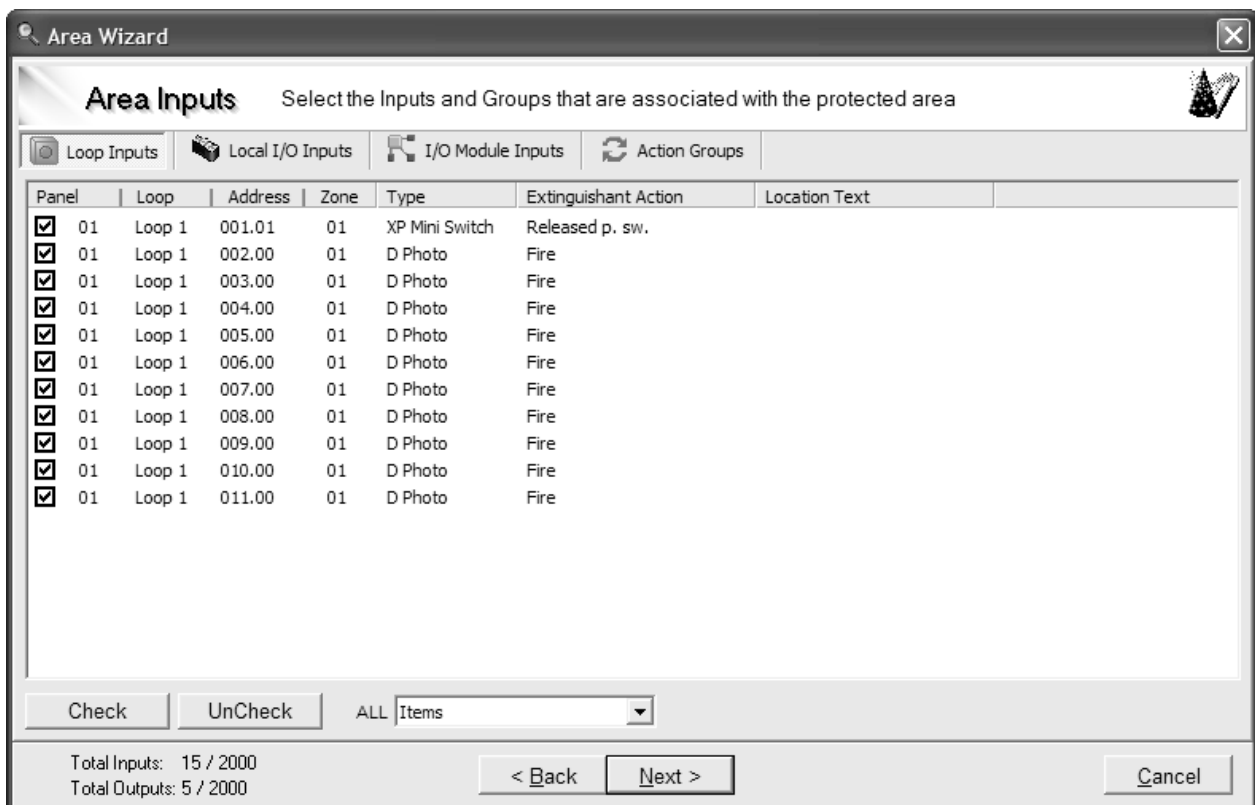 Area Wizard
Area Inputs Select the Inputs and Groups that are associated with the protected area
Loop Inputs Local I/O Inputs I/O Module Inputs Action Groups
Panel Loop Address Zone Type Extinguishant Action Location Text
01 Loop 1 001.01 01 XP Mini Switch Released p. sw.
01 Loop 1 002.00 01 D Photo Fire
01 Loop 1 003.00 01 D Photo Fire
01 Loop 1 004.00 01 D Photo Fire
01 Loop 1 005.00 01 D Photo Fire
01 Loop 1 006.00 01 D Photo Fire
01 Loop 1 007.00 01 D Photo Fire
01 Loop 1 008.00 01 D Photo Fire
01 Loop 1 009.00 01 D Photo Fire
01 Loop 1 010.00 01 D Photo Fire
01 Loop 1 011.00 01 D Photo Fire
Check UnCheck ALL Items
Total Inputs: 15 / 2000
Total Outputs: 5 / 2000
< Back Next > Cancel